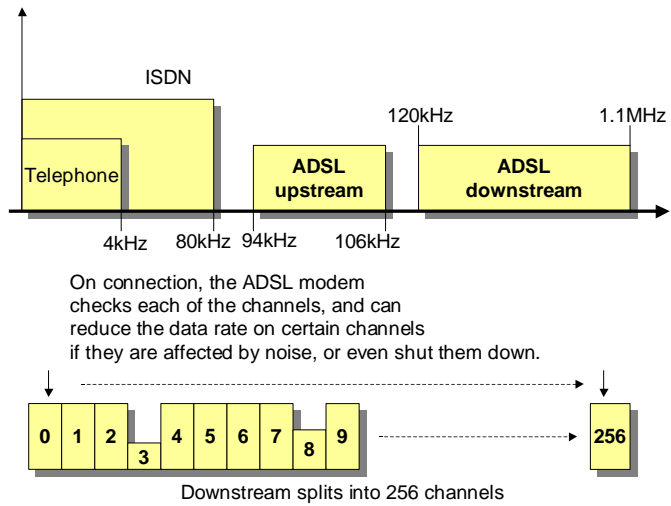 ISDN
120kHz 1.1MHz
Telephone
ADSL
upstream
ADSL
downstream
4kHz 80kHz 94kHz 106kHz
On connection, the ADSL modem
checks each of the channels, and can
reduce the data rate on certain channels
if they are affected by noise, or even shut them down.
0 1 2 3 4 5 6 7 8 9 256
Downstream splits into 256 channels